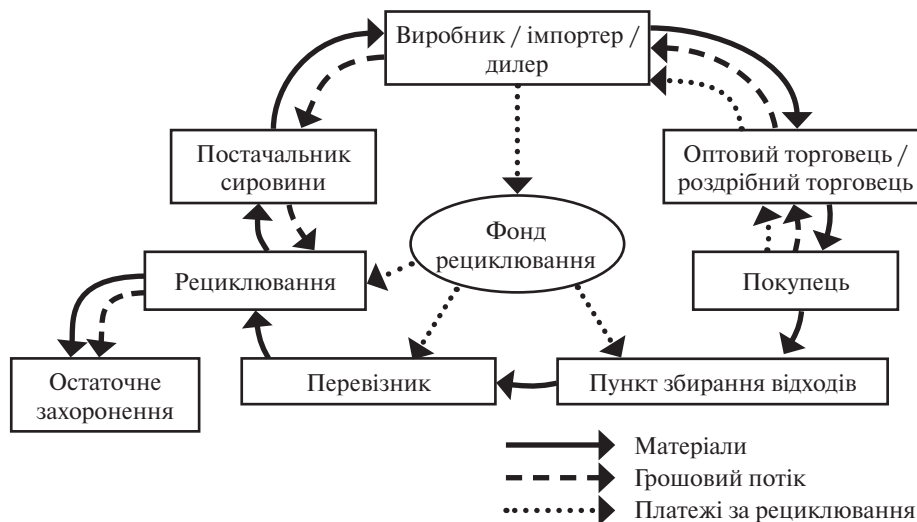 Виробник / імпортер /
дилер
Постачальник
сировини
Оптовий торговець /
роздрібний торговець
Фонд
рециклювання
Рециклювання
Покупець
Остаточне
захоронення
Перевізник
Пункт збирання відходів
Матеріали
Грошовий потік
Платежі за рециклювання